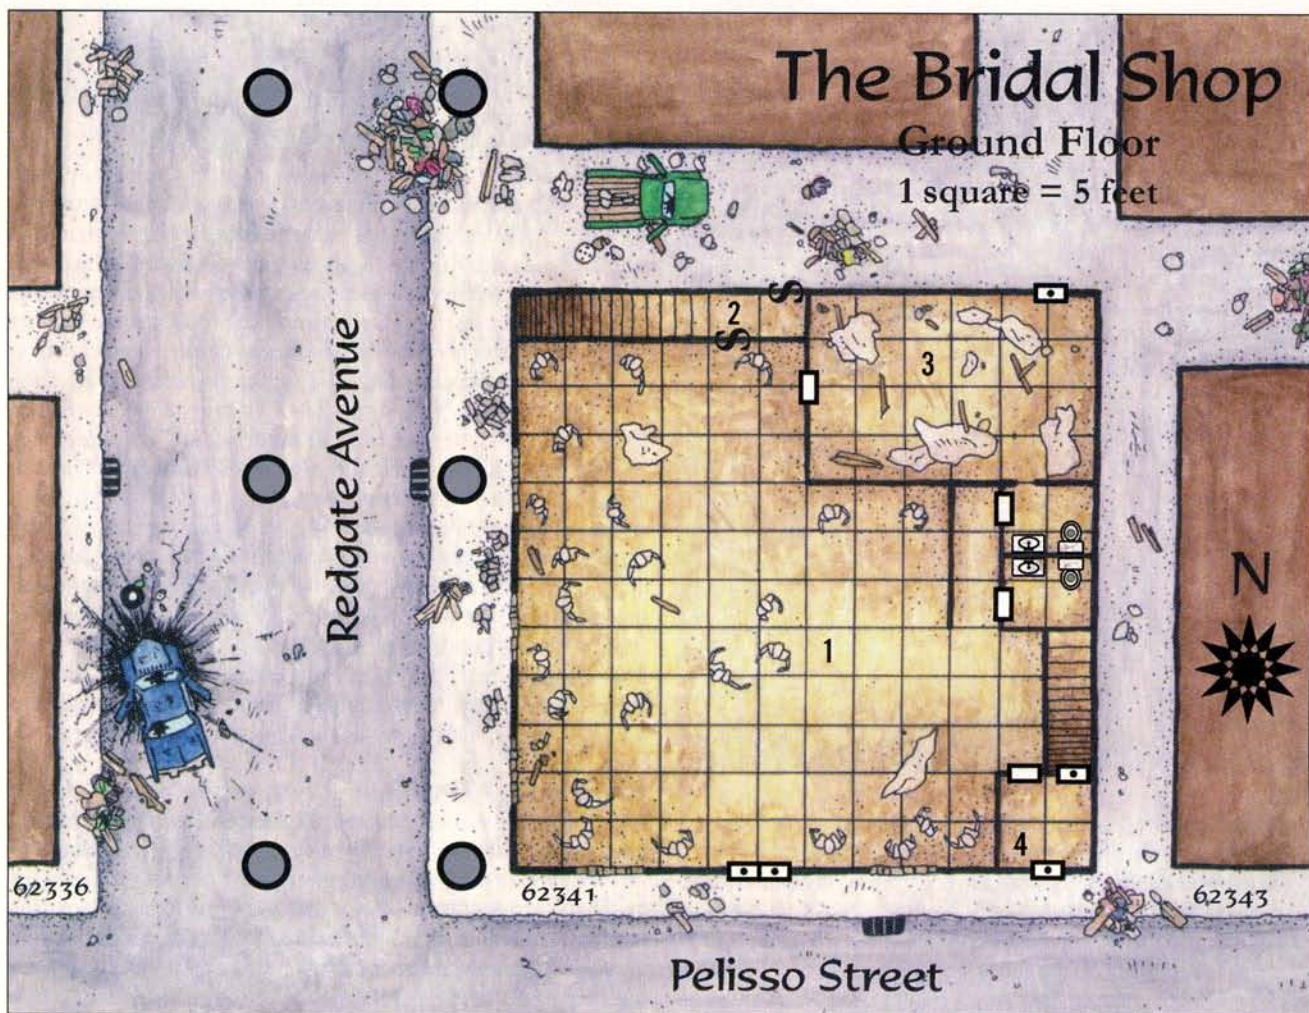 The Bridal Shop
Ground Floor
1 square = 5 feet
S
2
S
3
Redgate Avenue
N
1
4
62336
62341
62343
Pelisso Street